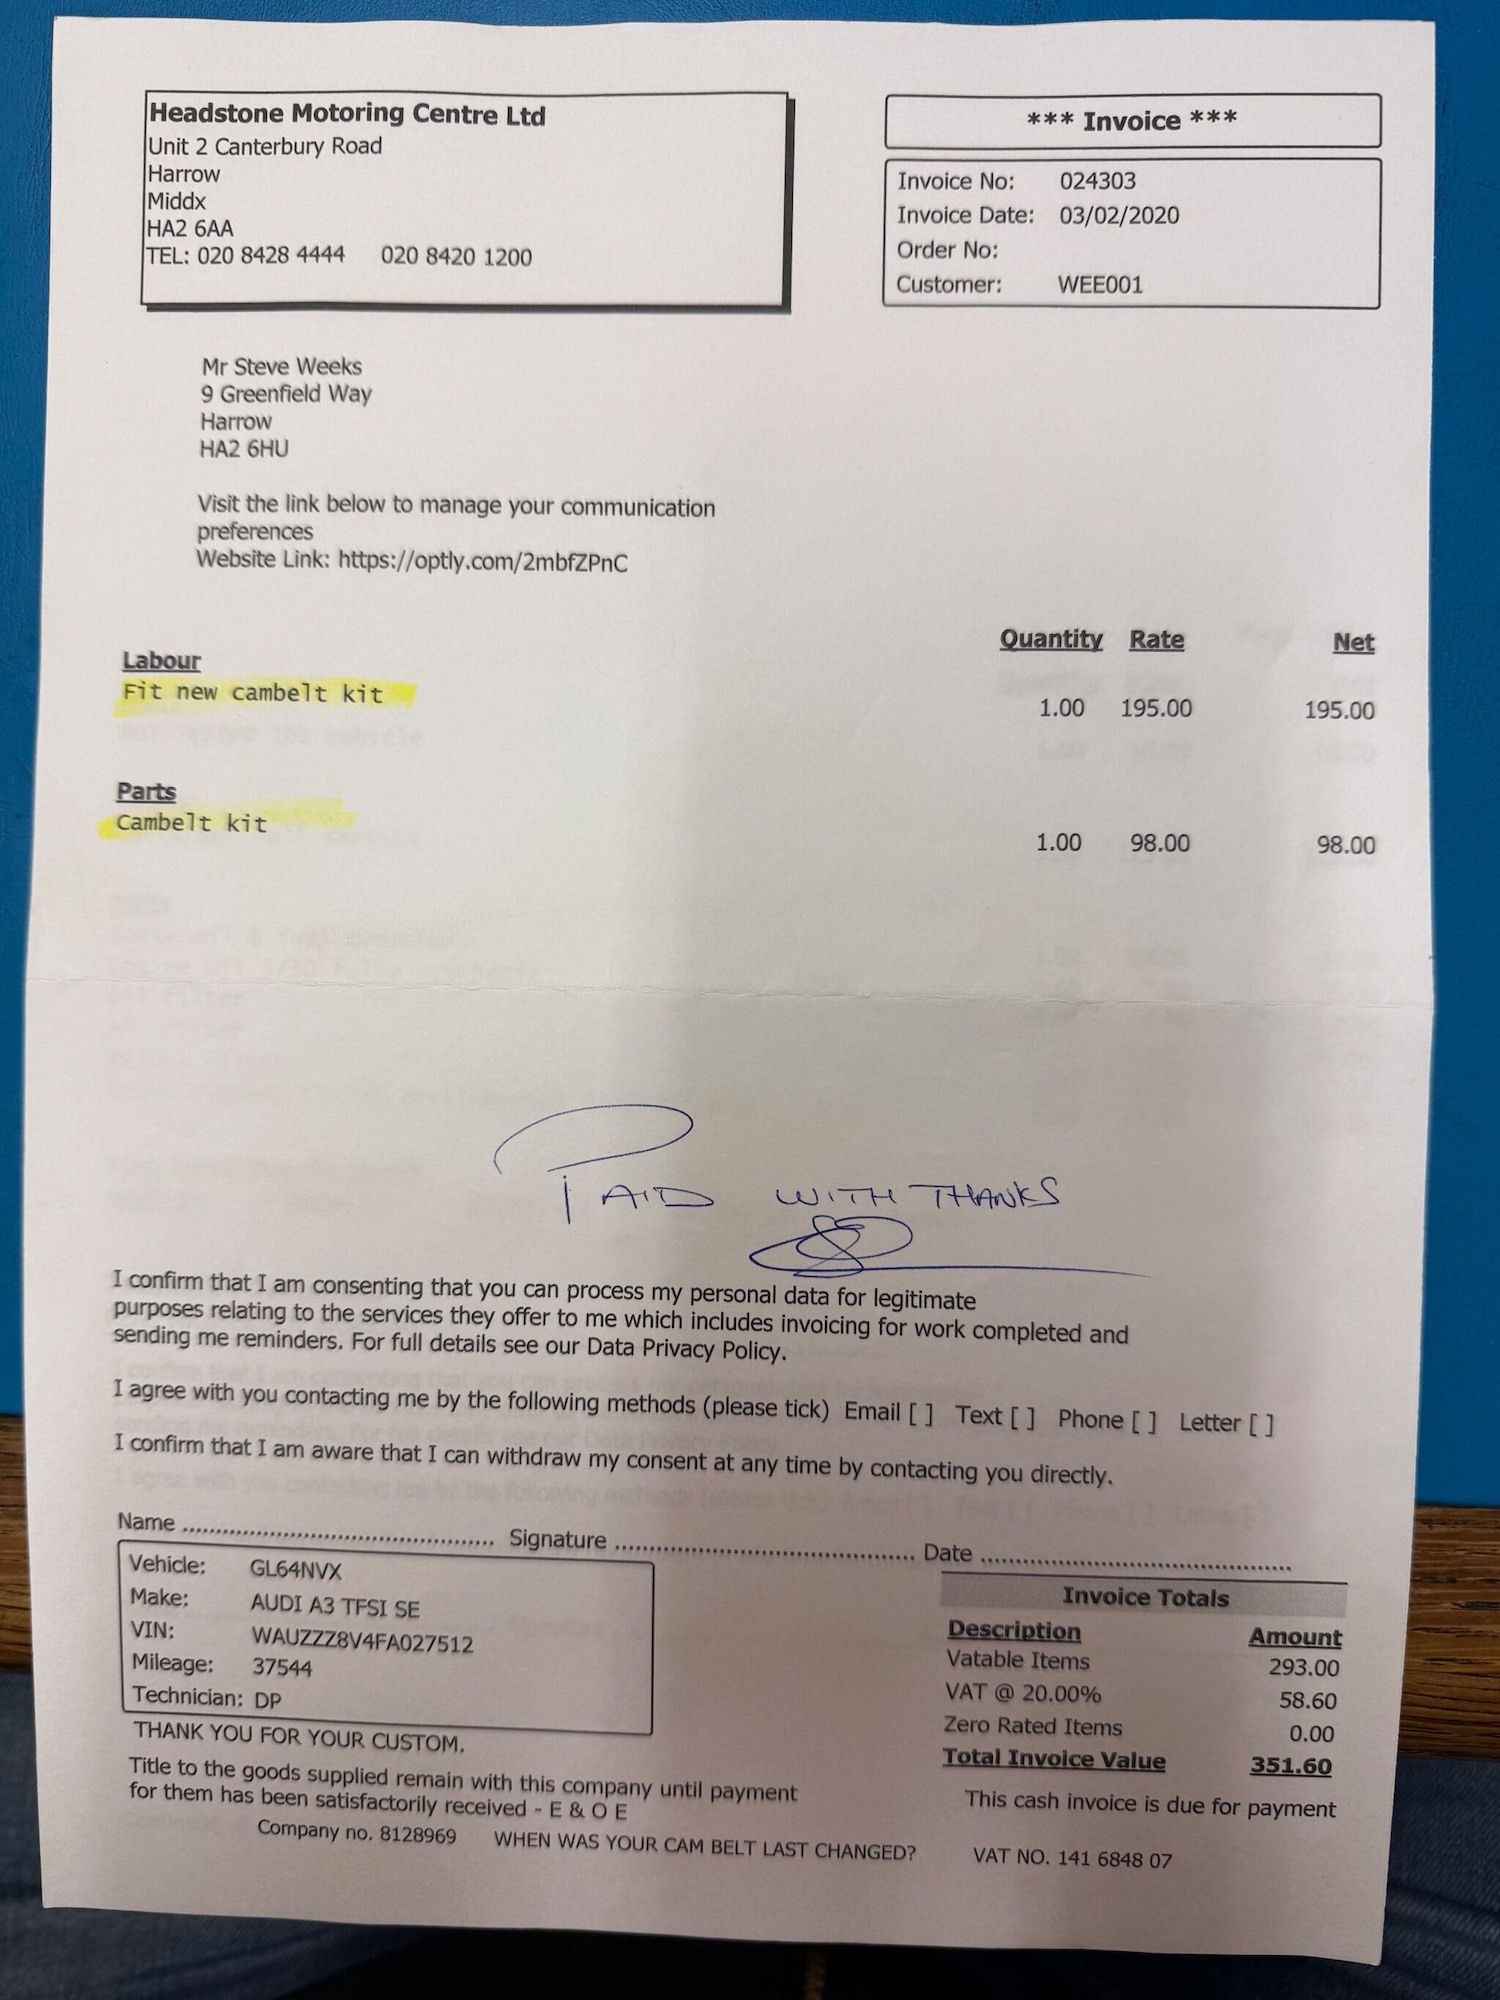 Headstone Motoring Centre Ltd
Unit 2 Canterbury Road
Harrow
Middx
HA2 6AA
TEL: 020 8428 4444 020 8420 1200
*** Invoice ***
Invoice No: 024303
Invoice Date: 03/02/2020
Order No:
Customer: WEE001
Mr Steve Weeks
9 Greenfield Way
Harrow
HA2 6HU
Visit the link below to manage your communication
preferences
Website Link: https://optly.com/2mbfZPnC
Quantity Rate Net
Labour
Fit new cambelt kit
1.00 195.00 195.00
Parts
Cambelt kit
1.00 98.00 98.00
PAID WITH THANKS
I confirm that I am consenting that you can process my personal data for legitimate
purposes relating to the services they offer to me which includes invoicing for work completed and
sending me reminders. For full details see our Data Privacy Policy.
I agree with you contacting me by the following methods (please tick) Email [ ] Text [ ] Phone [ ] Letter [ ]
I confirm that I am aware that I can withdraw my consent at any time by contacting you directly.
Name ................................................ Signature ................................................ Date ................................................
Vehicle: GL64NVX
Make: AUDI A3 TFSI SE
VIN: WAUZZZ8V4FA027512
Mileage: 37544
Technician: DP
Invoice Totals
Description Amount
Vatable Items 293.00
VAT @ 20.00% 58.60
Zero Rated Items 0.00
Total Invoice Value 351.60
THANK YOU FOR YOUR CUSTOM.
Title to the goods supplied remain with this company until payment
for them has been satisfactorily received - E & O E
This cash invoice is due for payment
Company no. 8128969 WHEN WAS YOUR CAM BELT LAST CHANGED? VAT NO. 141 6848 07